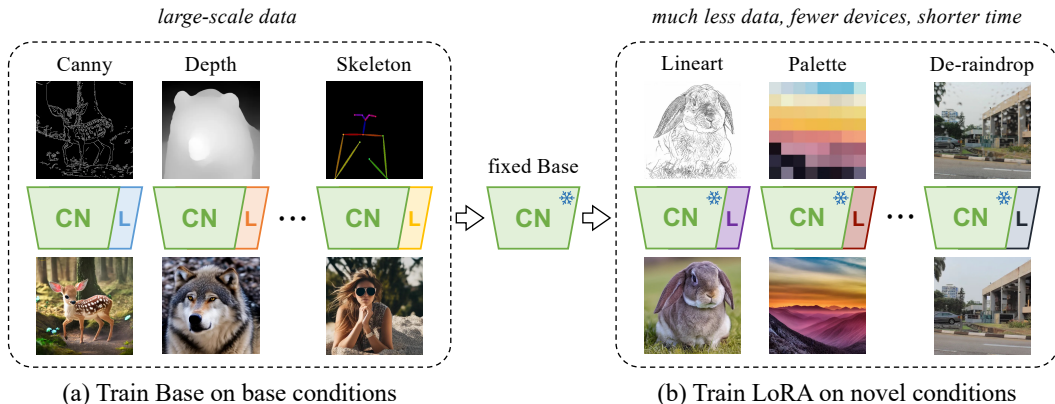 large-scale data
much less data, fewer devices, shorter time
Canny
Depth
Skeleton
CN L
CN L
...
CN L
fixed Base
CN
Lineart
Palette
De-raindrop
CN L
CN L
...
CN L
(a) Train Base on base conditions
(b) Train LoRA on novel conditions